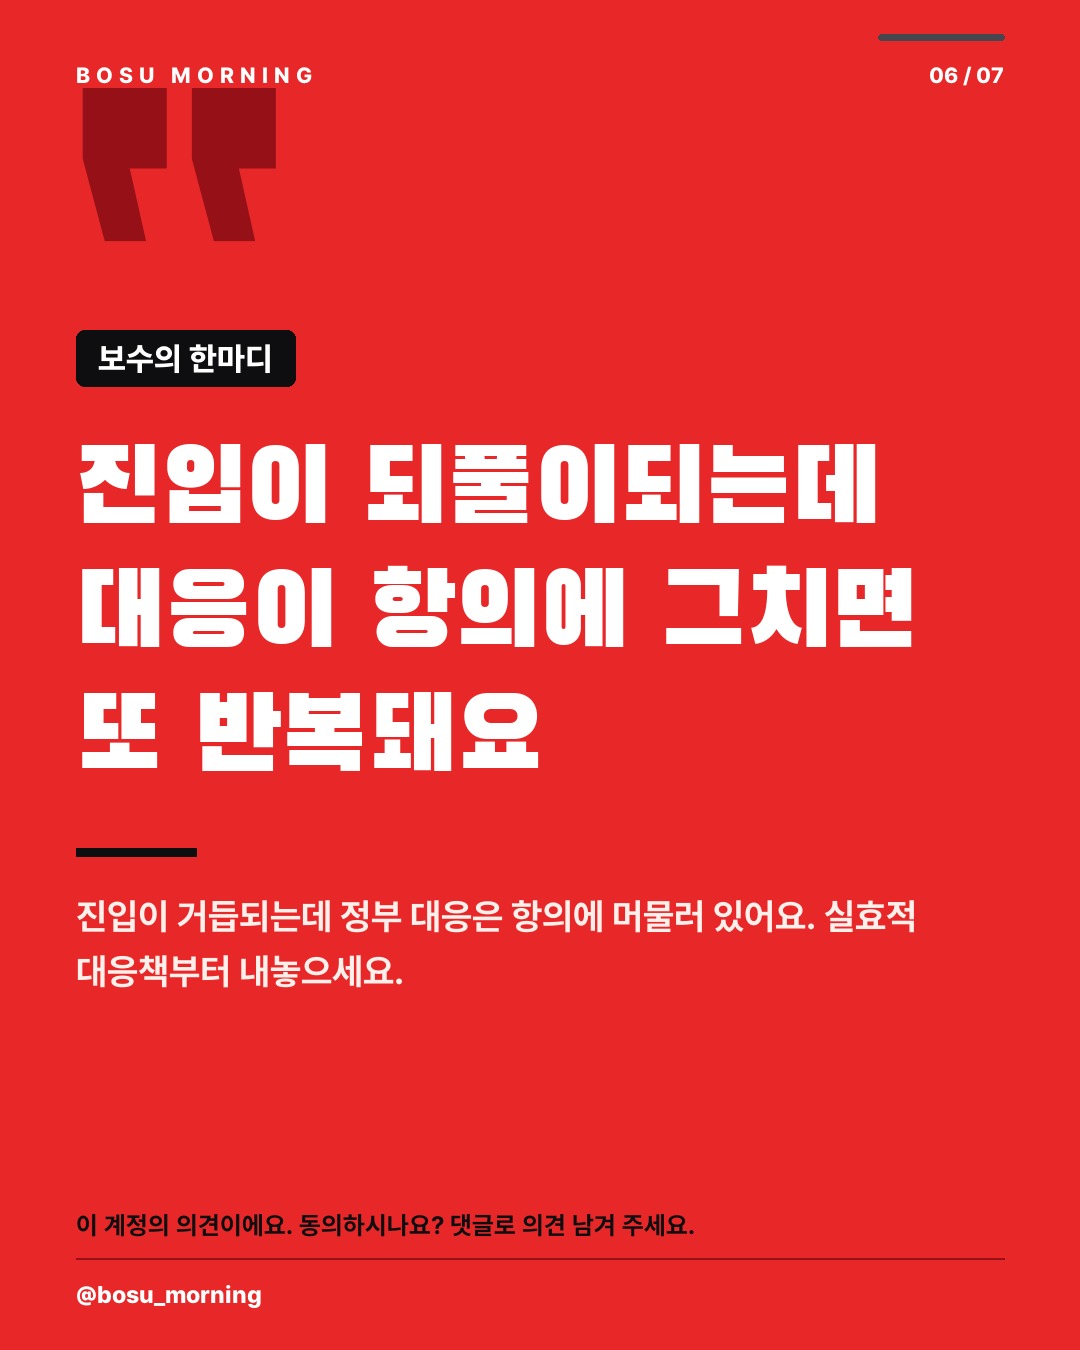 BOSU MORNING
06 / 07
"
보수의 한마디
진입이 되풀이되는데
대응이 항의에 그치면
또 반복돼요
진입이 거듭되는데 정부 대응은 항의에 머물러 있어요. 실효적
대응책부터 내놓으세요.
이 계정의 의견이에요. 동의하시나요? 댓글로 의견 남겨 주세요.
@bosu_morning